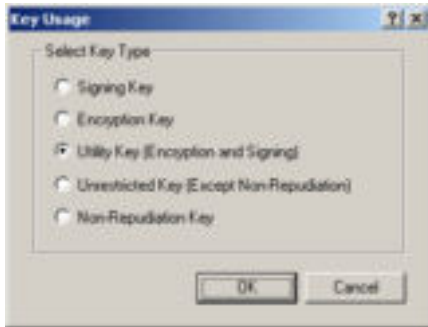 Key Usage
Select Key Type
Signing Key
Encryption Key
Utility Key (Encryption and Signing)
Unrestricted Key (Except Non-Repudiation)
Non-Repudiation Key
OK
Cancel